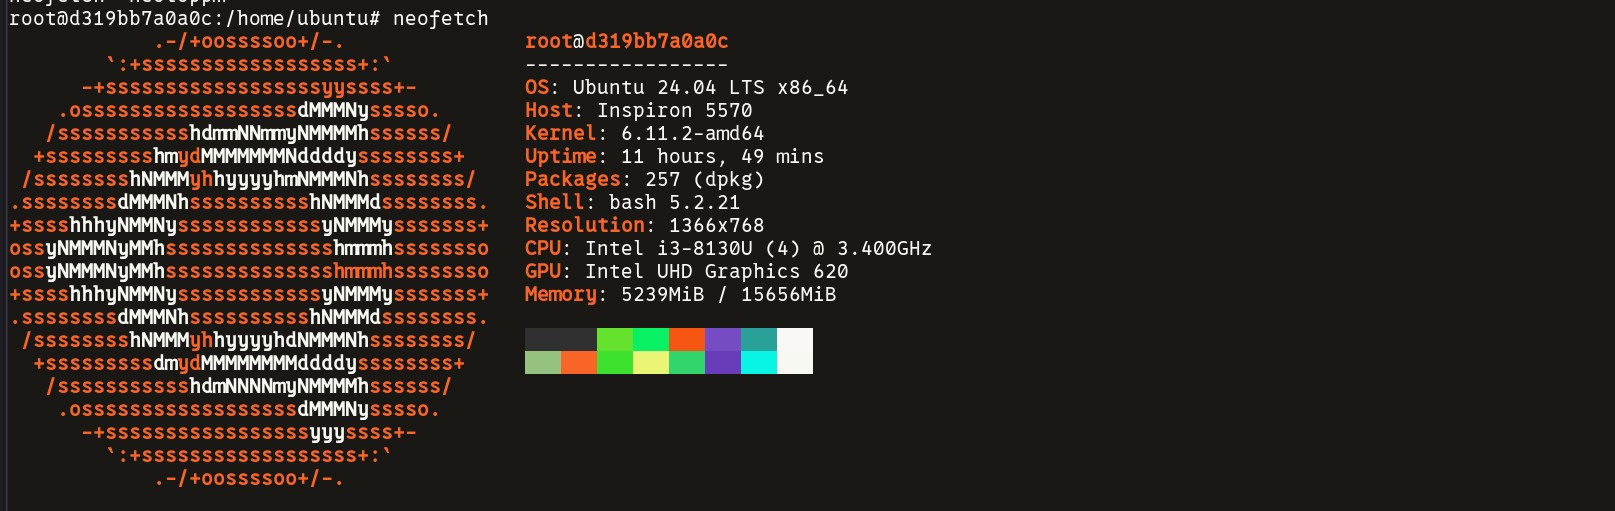 root@d319bb7a0a0c:/home/ubuntu# neofetch
            .-/+oossssoo+/-.
        `:+ssssssssssssssssss+:`
      -+ssssssssssssssssssyyssss+-
    .ossssssssssssssssssdMMMNysssso.
   /ssssssssssshdmmNNmmyNMMMMhssssss/
  +ssssssssshmydMMMMMMMNddddyssssssss+
 /sssssssshNMMMyhhyyyyhmNMMMNhssssssss/
.ssssssssdMMMNhsssssssssshNMMMdssssssss.
+sssshhhyNMMNyssssssssssssyNMMMysssssss+
ossyNMMMNyMMhsssssssssssssshmmmhssssssso
ossyNMMMNyMMhsssssssssssssshmmmhssssssso
+sssshhhyNMMNyssssssssssssyNMMMysssssss+
.ssssssssdMMMNhsssssssssshNMMMdssssssss.
 /sssssssshNMMMyhhyyyyhdNMMMNhssssssss/
  +sssssssssdmydMMMMMMMMddddyssssssss+
   /ssssssssssshdmNNNNmyNMMMMhssssss/
    .ossssssssssssssssssdMMMNysssso.
      -+sssssssssssssssssyyyssss+-
        `:+ssssssssssssssssss+:`
            .-/+oossssoo+/-.
root@d319bb7a0a0c
-----------------
OS: Ubuntu 24.04 LTS x86_64
Host: Inspiron 5570
Kernel: 6.11.2-amd64
Uptime: 11 hours, 49 mins
Packages: 257 (dpkg)
Shell: bash 5.2.21
Resolution: 1366x768
CPU: Intel i3-8130U (4) @ 3.400GHz
GPU: Intel UHD Graphics 620
Memory: 5239MiB / 15656MiB